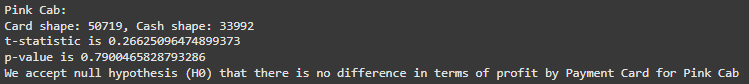 Pink Cab:
Card shape: 50719, Cash shape: 33992
t-statistic is 0.26625096474899373
p-value is 0.7900465828793286
We accept null hypothesis (H0) that there is no difference in terms of profit by Payment Card for Pink Cab